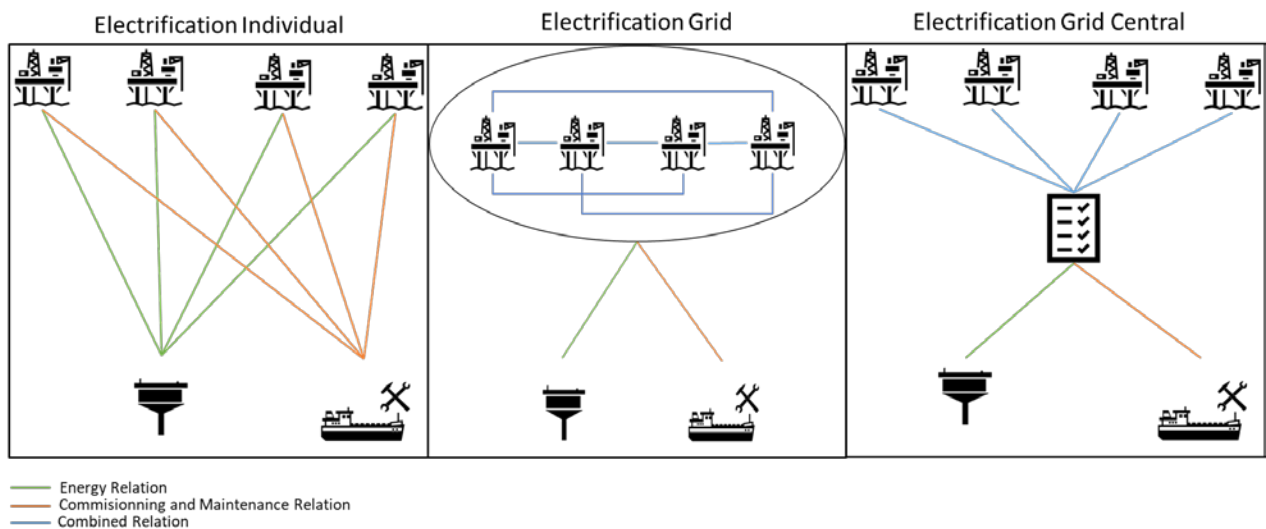 Electrification Individual
Electrification Grid
Electrification Grid Central
Energy Relation
Commisionning and Maintenance Relation
Combined Relation